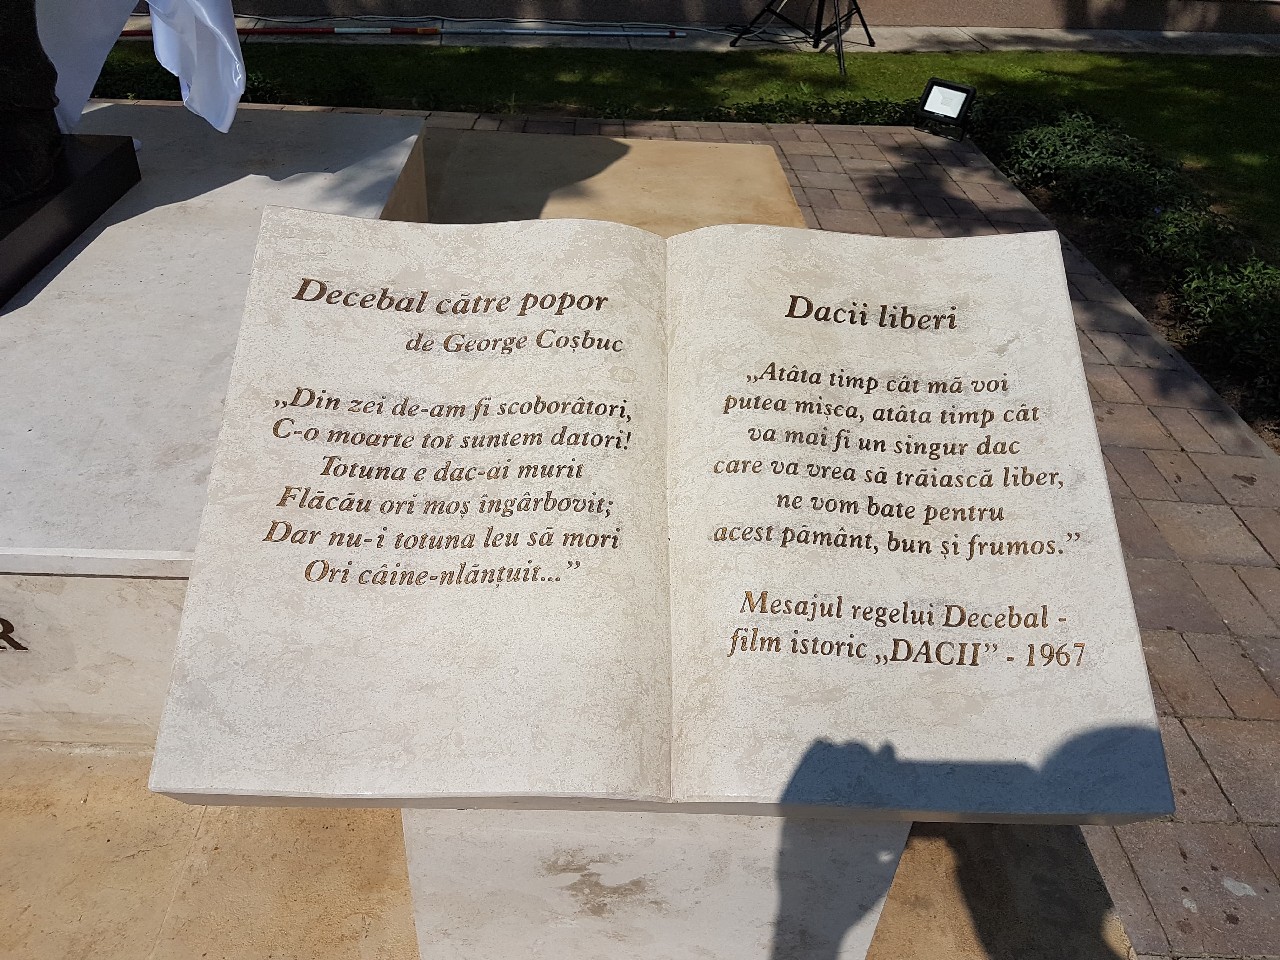 Decebal către popor
de George Coșbuc
„Din zei de-am fi scoborâtori,
C-o moarte tot suntem datori!
Totuna e dac-ai murit
Flăcău ori moș îngârbovit;
Dar nu-i totuna leu să mori
Ori câine-nlănțuit...”
Dacii liberi
„Atâta timp cât mă voi
putea mișca, atâta timp cât
va mai fi un singur dac
care va vrea să trăiască liber,
ne vom bate pentru
acest pământ, bun și frumos.”
Mesajul regelui Decebal -
film istoric „DACII” - 1967
R